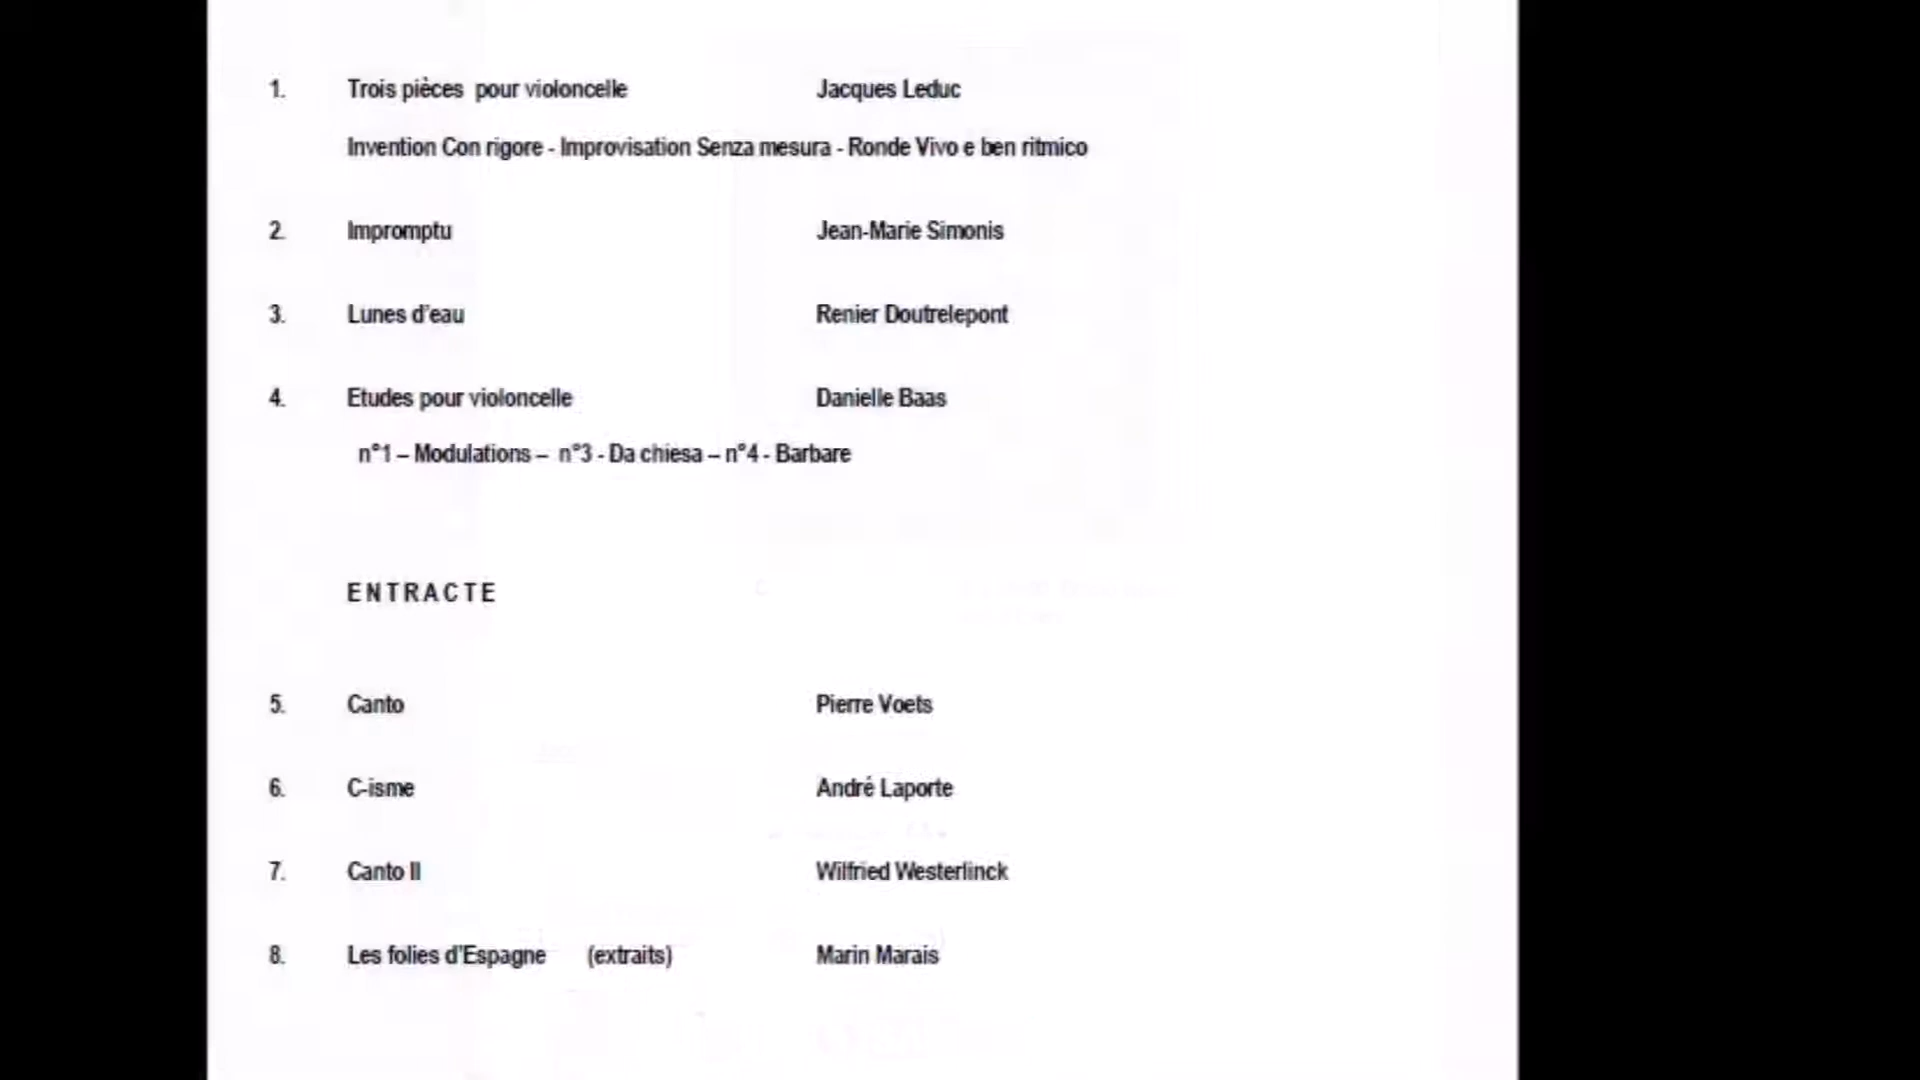 1. Trois pièces pour violoncelle Jacques Leduc
Invention Con rigore - Improvisation Senza mesura - Ronde Vivo e ben ritmico
2. Impromptu Jean-Marie Simonis
3. Lunes d'eau Renier Doutrelepont
4. Etudes pour violoncelle Danielle Baas
n°1 – Modulations – n°3 - Da chiesa – n°4 - Barbare
ENTRACTE
5. Canto Pierre Voets
6. C-isme André Laporte
7. Canto II Wilfried Westerlinck
8. Les folies d'Espagne (extraits) Marin Marais